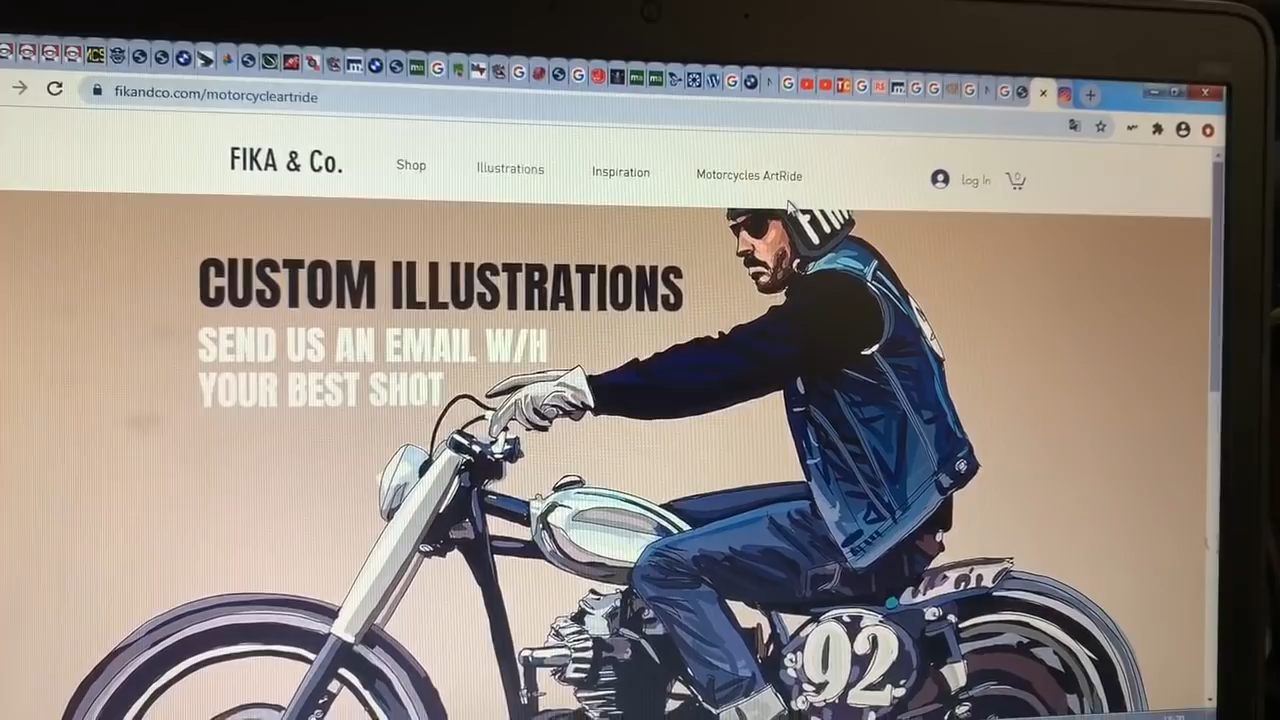 fikandco.com/motorcycleartride
FIKA & Co.
Shop
Illustrations
Inspiration
Motorcycles ArtRide
Log In
0
CUSTOM ILLUSTRATIONS
SEND US AN EMAIL W/H
YOUR BEST SHOT
92